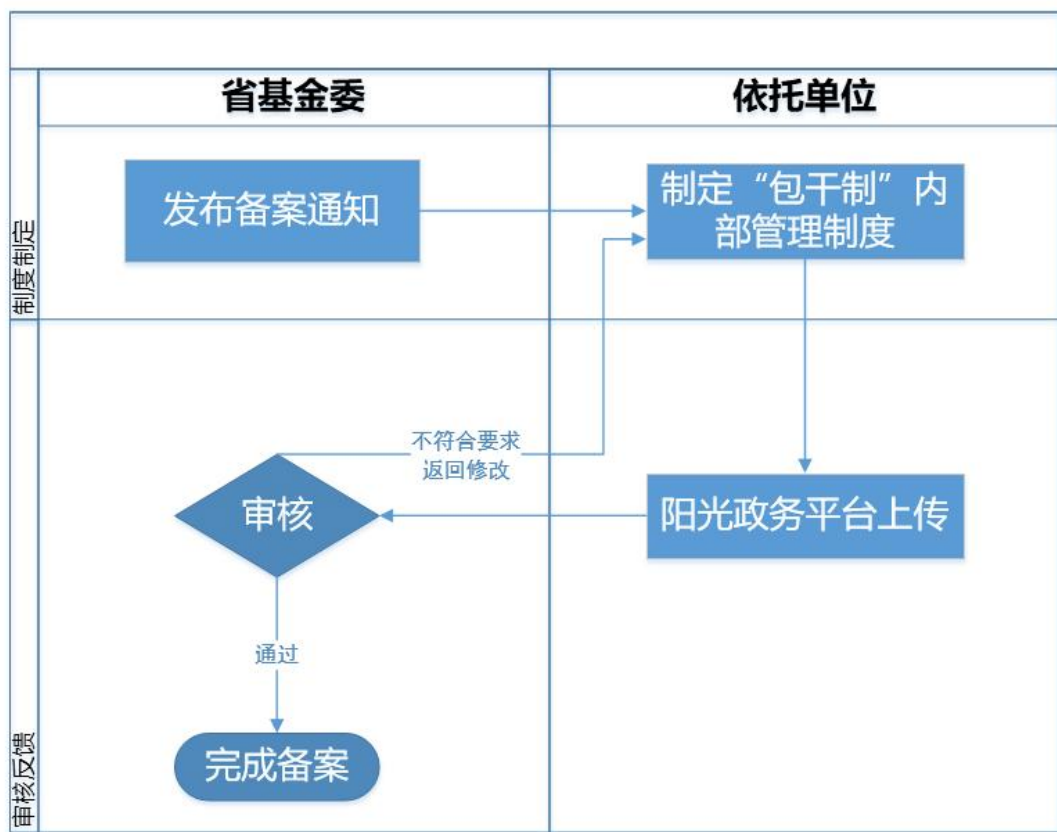 省基金委
依托单位
制度制定
发布备案通知
制定“包干制”内
部管理制度
审核反馈
不符合要求
返回修改
审核
阳光政务平台上传
通过
完成备案